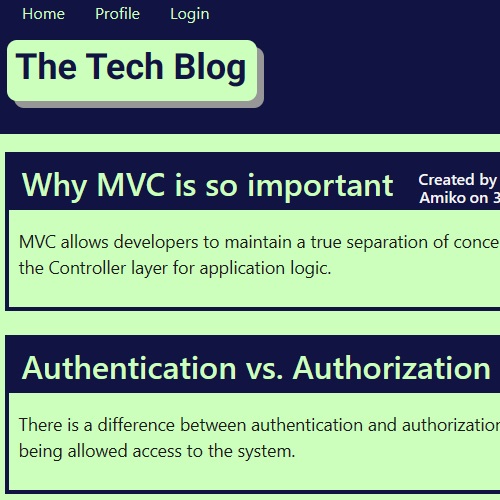 Home Profile Login
The Tech Blog
Why MVC is so important
Created by
Amiko on 3
MVC allows developers to maintain a true separation of conce
the Controller layer for application logic.
Authentication vs. Authorization
There is a difference between authentication and authorization
being allowed access to the system.